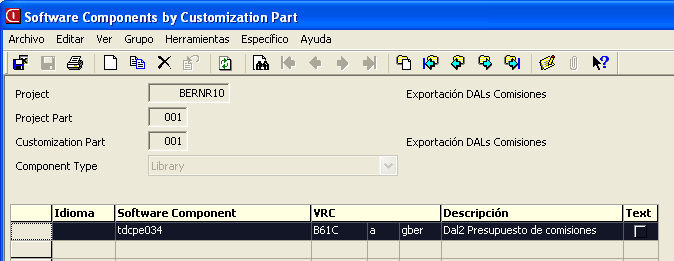 Software Components by Customization Part
Archivo Editar Ver Grupo Herramientas Específico Ayuda
Project BERNR10 Exportación DALs Comisiones
Project Part 001
Customization Part 001 Exportación DALs Comisiones
Component Type Library
Idioma Software Component VRC Descripción Text
tdcpe034 B61C a gber Dal2 Presupuesto de comisiones